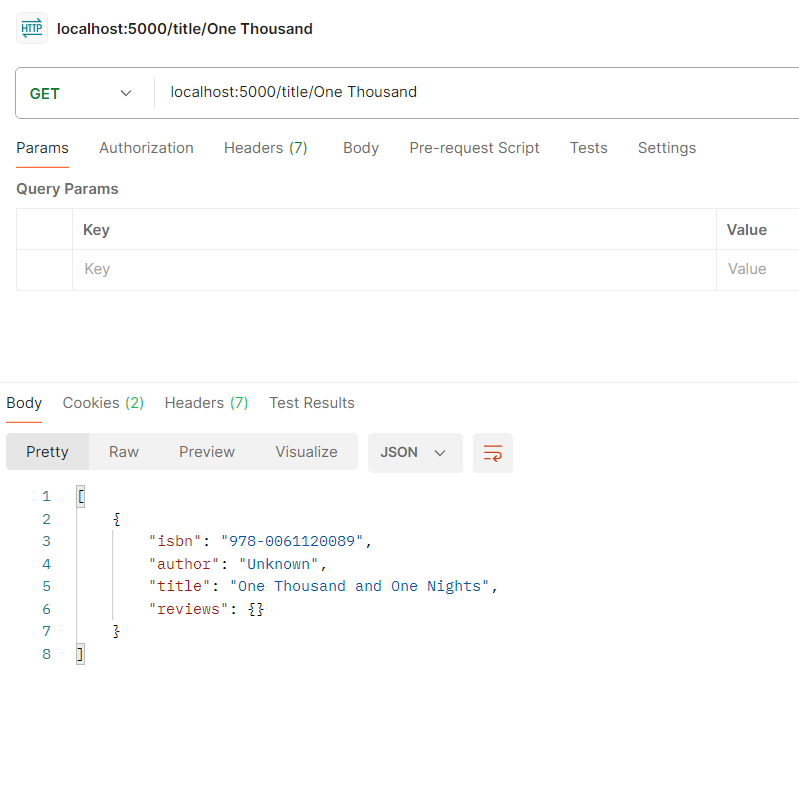 HTTP localhost:5000/title/One Thousand
GET localhost:5000/title/One Thousand
Params Authorization Headers (7) Body Pre-request Script Tests Settings
Query Params
Key Value
Key Value
Body Cookies (2) Headers (7) Test Results
Pretty Raw Preview Visualize JSON
1 [
2 {
3 "isbn": "978-0061120089",
4 "author": "Unknown",
5 "title": "One Thousand and One Nights",
6 "reviews": {}
7 }
8 ]